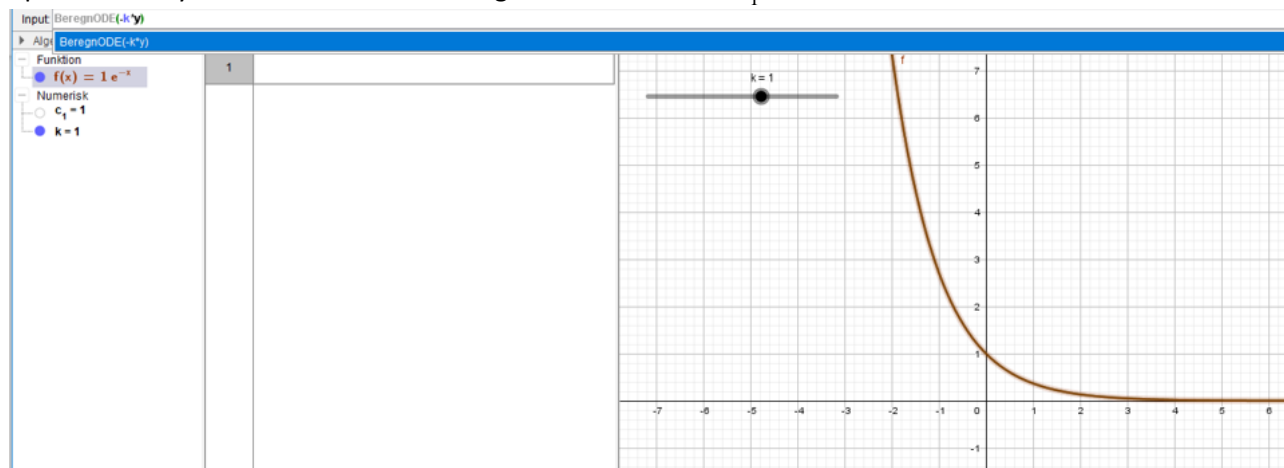 Input: BeregnODE(-k*y)
Alge BeregnODE(-k*y)
Funktion
f(x) = 1 e^-x
Numerisk
c₁ = 1
k = 1
1
k = 1
f
7
6
5
4
3
2
1
-7 -6 -5 -4 -3 -2 -1 0 1 2 3 4 5 6
-1